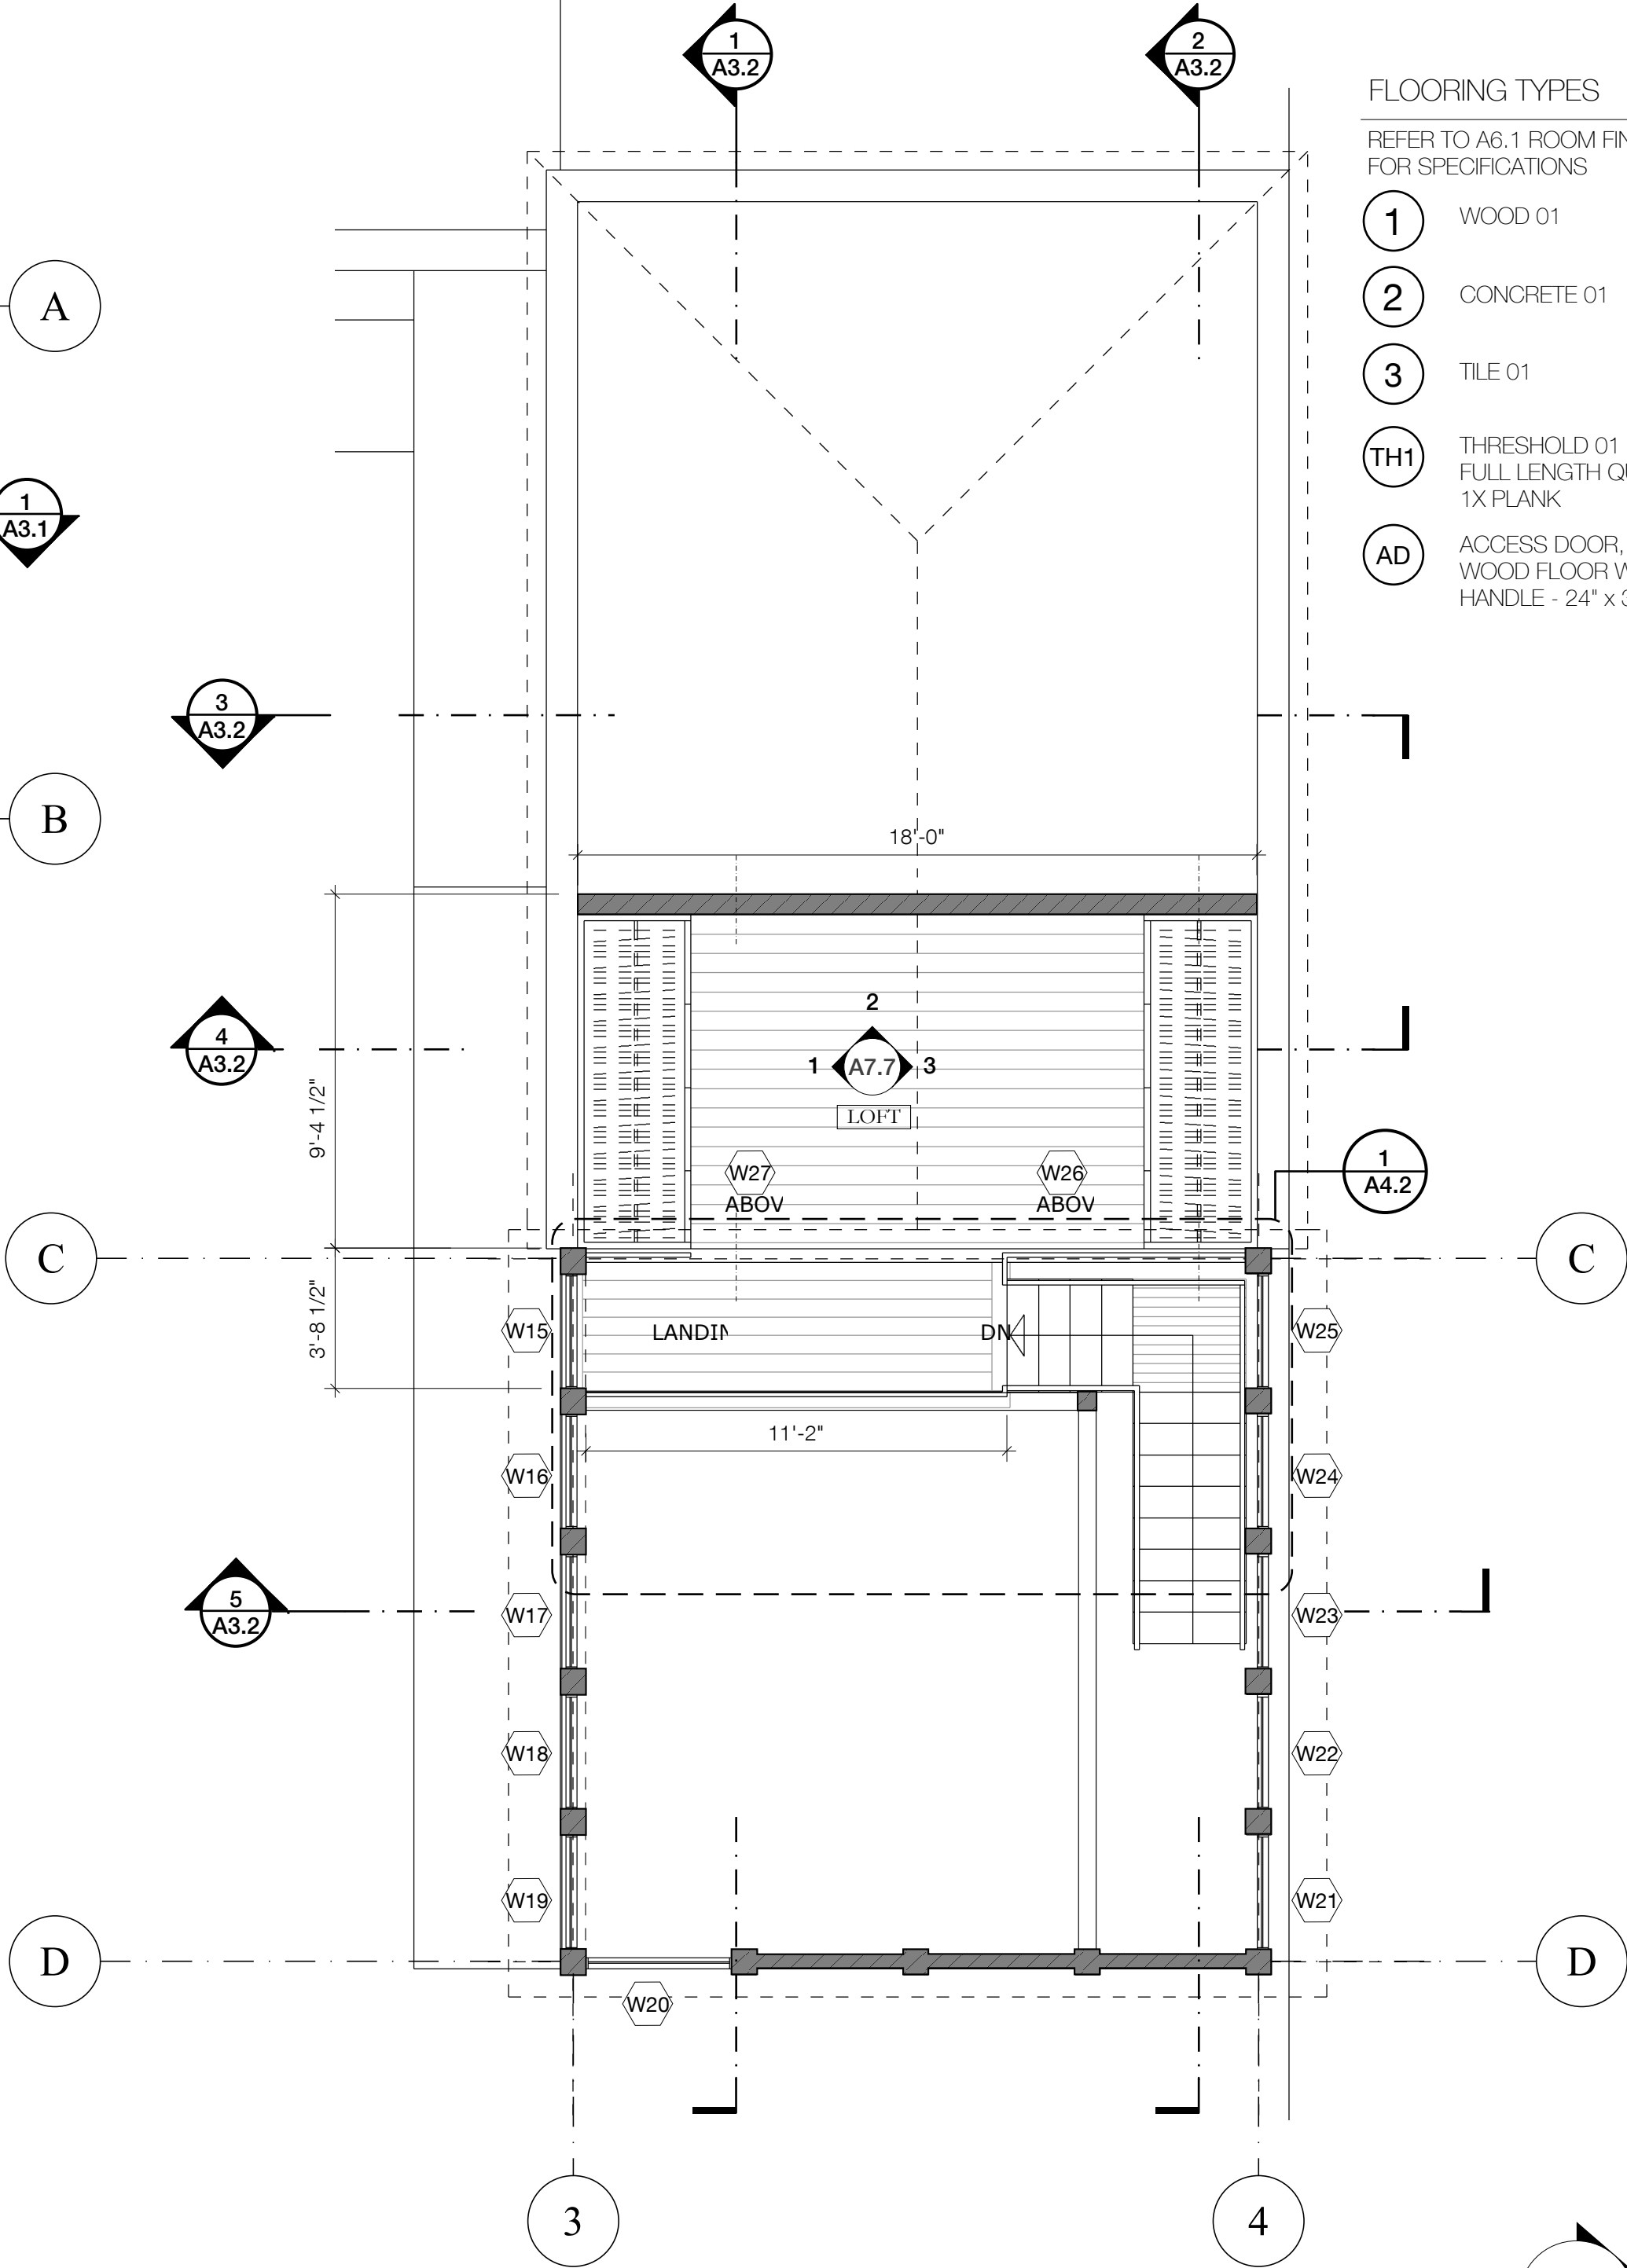 1
A3.2
2
A3.2
FLOORING TYPES
REFER TO A6.1 ROOM
FOR SPECIFICATIONS
1 WOOD 01
2 CONCRETE 01
3 TILE 01
TH1 THRESHOLD 01
FULL LENGTH
1X PLANK
AD ACCESS DOOR,
WOOD FLOOR
HANDLE - 24" x
A
1
A3.1
3
A3.2
B
18'-0"
4
A3.2
9'-4 1/2"
2
1 A7.7 3
LOFT
W27
ABOV
W26
ABOV
1
A4.2
C
C
3'-8 1/2"
W15
LANDIN
DN
W25
11'-2"
W16
W24
5
A3.2
W17
W23
W18
W22
W19
W21
D
D
W20
3
4